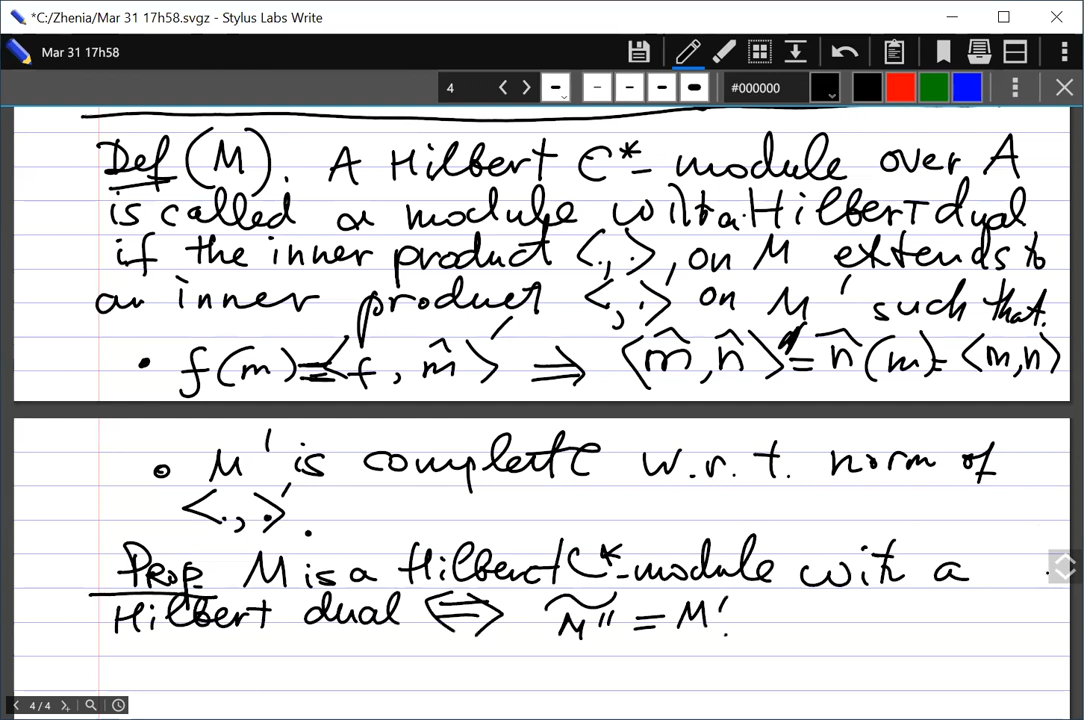 *C:/Zhenia/Mar 31 17h58.svgz - Stylus Labs Write
Mar 31 17h58
4
#000000
Def (M). A Hilbert C*-module over A
is called a module with a Hilbert dual
if the inner product <.,.>, on M extends to
an inner product <.,.>' on M' such that.
• f(m) = <f, m̂>' ⇒ <m̂, n̂>' = n̂(m) = <m,n>
• M' is complete w.r.t. norm of
<.,.>'.
Prop M is a Hilbert C*-module with a
Hilbert dual ⇔ M̃'' = M'.
4/4